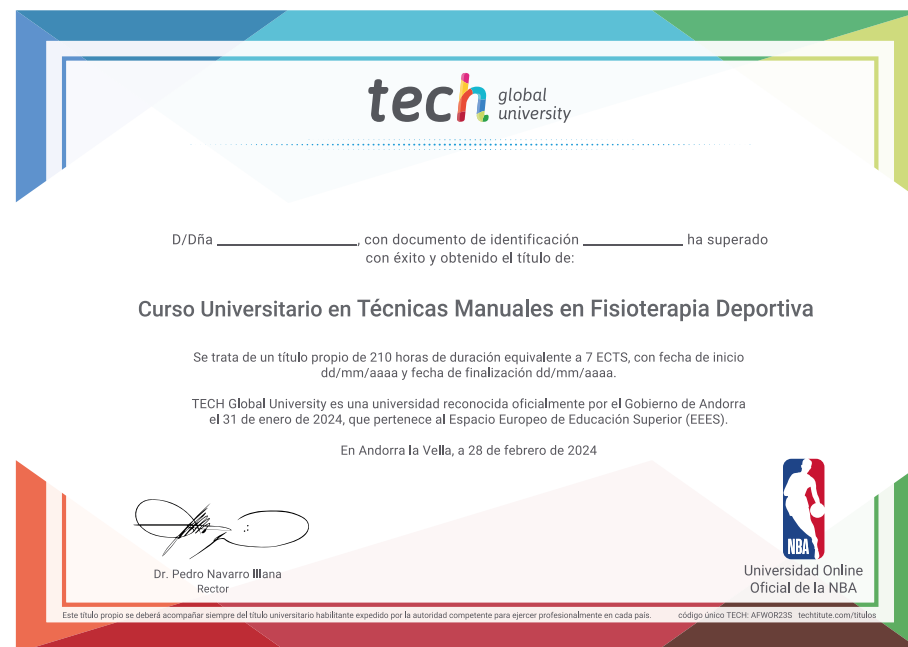 tech global university
D/Dña ____________________, con documento de identificación ______________ ha superado
con éxito y obtenido el título de:
Curso Universitario en Técnicas Manuales en Fisioterapia Deportiva
Se trata de un título propio de 210 horas de duración equivalente a 7 ECTS, con fecha de inicio
dd/mm/aaaa y fecha de finalización dd/mm/aaaa.
TECH Global University es una universidad reconocida oficialmente por el Gobierno de Andorra
el 31 de enero de 2024, que pertenece al Espacio Europeo de Educación Superior (EEES).
En Andorra la Vella, a 28 de febrero de 2024
Dr. Pedro Navarro Illana
Rector
NBA
Universidad Online
Oficial de la NBA
Este título propio se deberá acompañar siempre del título universitario habilitante expedido por la autoridad competente para ejercer profesionalmente en cada país. código único TECH: AFWOR23S techtitute.com/titulos